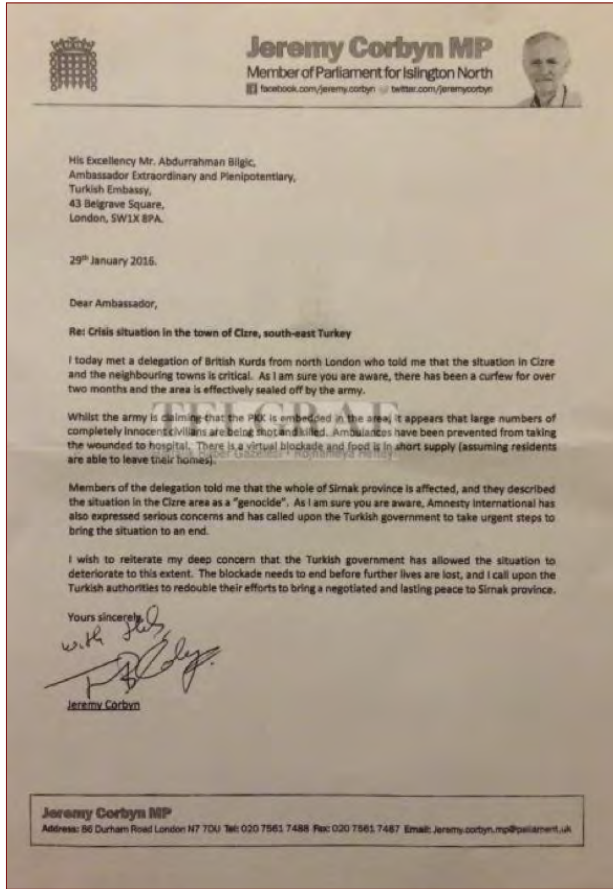 Jeremy Corbyn MP
Member of Parliament for Islington North
facebook.com/jeremy.corbyn twitter.com/jeremycorbyn
His Excellency Mr. Abdurrahman Bilgic,
Ambassador Extraordinary and Plenipotentiary,
Turkish Embassy,
43 Belgrave Square,
London, SW1X 8PA.
29th January 2016.
Dear Ambassador,
Re: Crisis situation in the town of Cizre, south-east Turkey
I today met a delegation of British Kurds from north London who told me that the situation in Cizre
and the neighbouring towns is critical. As I am sure you are aware, there has been a curfew for over
two months and the area is effectively sealed off by the army.
Whilst the army is claiming that the PKK is embedded in the area, it appears that large numbers of
completely innocent civilians are being shot and killed. Ambulances have been prevented from taking
the wounded to hospital. There is a virtual blockade and food is in short supply (assuming residents
are able to leave their homes).
Members of the delegation told me that the whole of Sirnak province is affected, and they described
the situation in the Cizre area as a "genocide". As I am sure you are aware, Amnesty International has
also expressed serious concerns and has called upon the Turkish government to take urgent steps to
bring the situation to an end.
I wish to reiterate my deep concern that the Turkish government has allowed the situation to
deteriorate to this extent. The blockade needs to end before further lives are lost, and I call upon the
Turkish authorities to redouble their efforts to bring a negotiated and lasting peace to Sirnak province.
Yours sincerely,
with
Jeremy Corbyn
Jeremy Corbyn MP
Address: 86 Durham Road London N7 7DU Tel: 020 7561 7488 Fax: 020 7561 7487 Email: Jeremy.corbyn.mp@parliament.uk